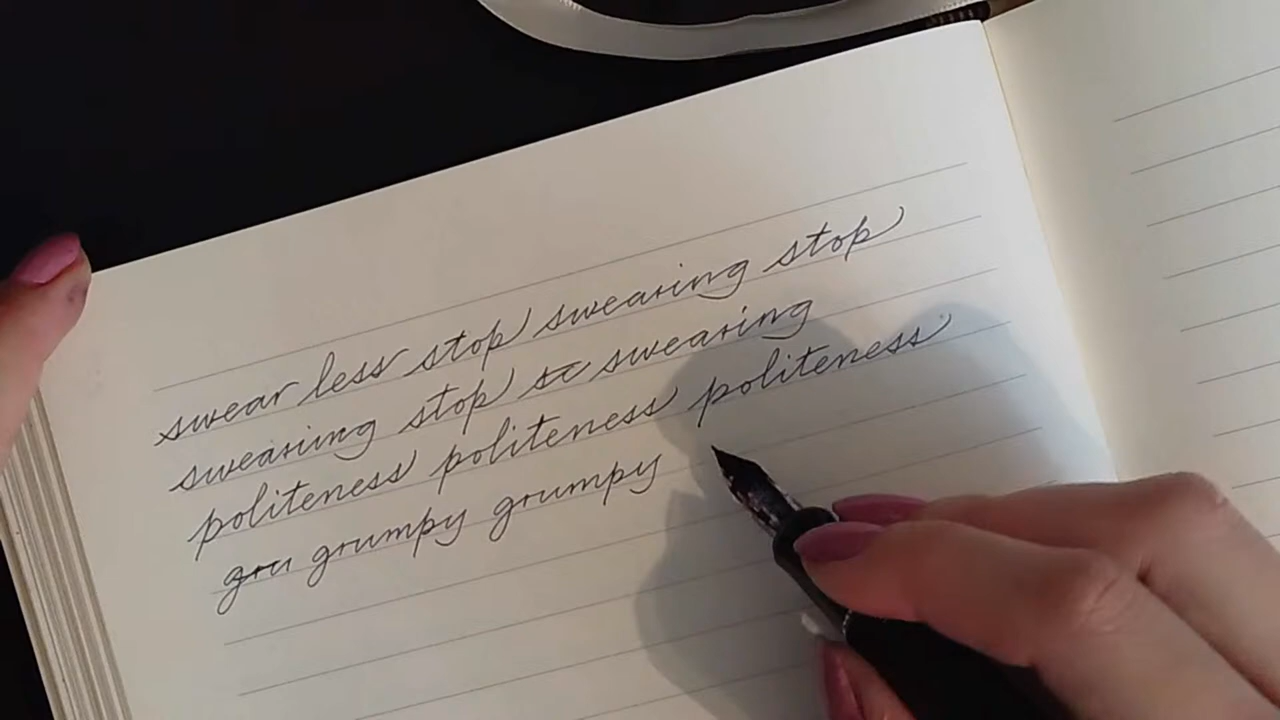 swear less stop swearing stop
swearing stop sc swearing
politeness politeness politeness
gru grumpy grumpy